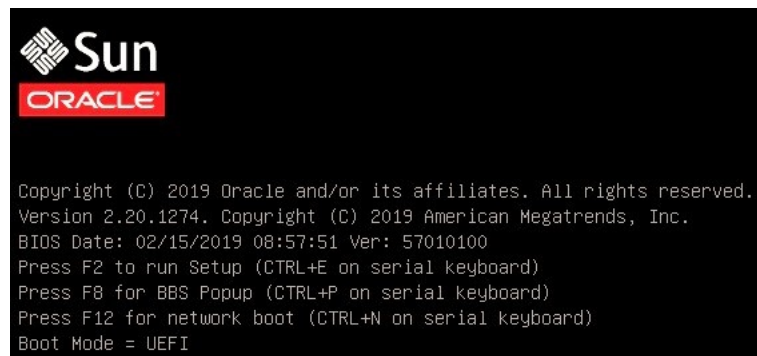 Sun
ORACLE
Copyright (C) 2019 Oracle and/or its affiliates. All rights reserved.
Version 2.20.1274. Copyright (C) 2019 American Megatrends, Inc.
BIOS Date: 02/15/2019 08:57:51 Ver: 57010100
Press F2 to run Setup (CTRL+E on serial keyboard)
Press F8 for BBS Popup (CTRL+P on serial keyboard)
Press F12 for network boot (CTRL+N on serial keyboard)
Boot Mode = UEFI